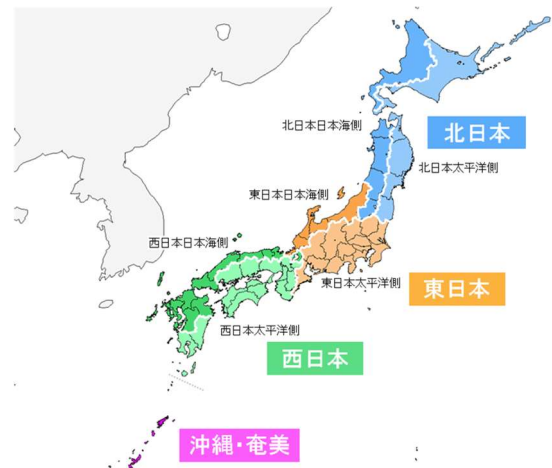 北日本日本海側
北日本
北日本太平洋側
東日本日本海側
西日本日本海側
東日本太平洋側
東日本
西日本太平洋側
西日本
沖縄・奄美